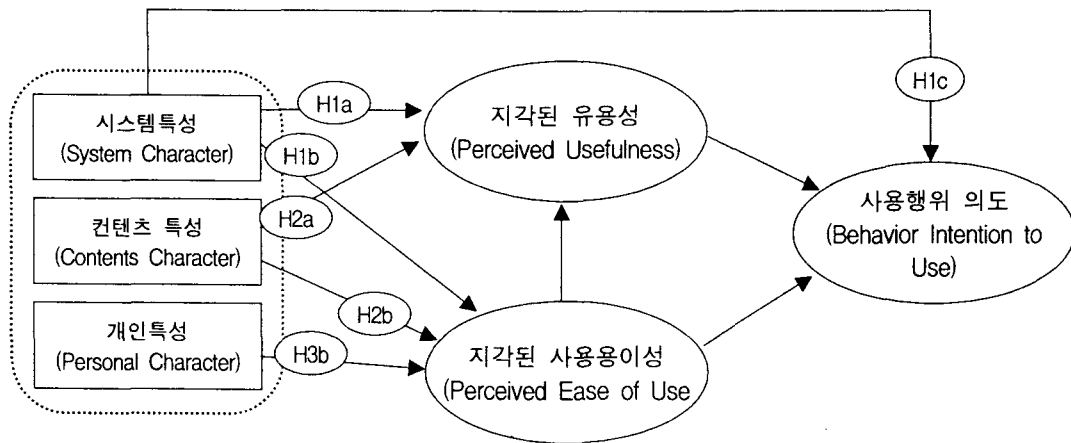 H1c
H1a
시스템특성
(System Character)
지각된 유용성
(Perceived Usefulness)
H1b
컨텐츠 특성
(Contents Character)
H2a
사용행위 의도
(Behavior Intention to
Use)
H2b
개인특성
(Personal Character)
H3b
지각된 사용용이성
(Perceived Ease of Use